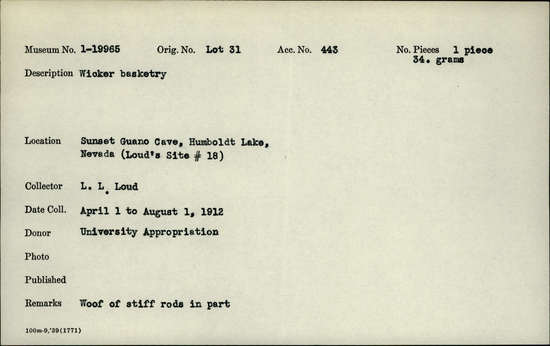 Museum No. 1-19965 Orig. No. Lot 31 Acc. No. 443 No. Pieces 1 piece
34. grams
Description Wicker basketry
Location Sunset Guano Cave, Humboldt Lake,
Nevada (Loud's Site # 18)
Collector L. L. Loud
Date Coll. April 1 to August 1, 1912
Donor University Appropriation
Photo
Published
Remarks Woof of stiff rods in part
100m-9,'39(1771)